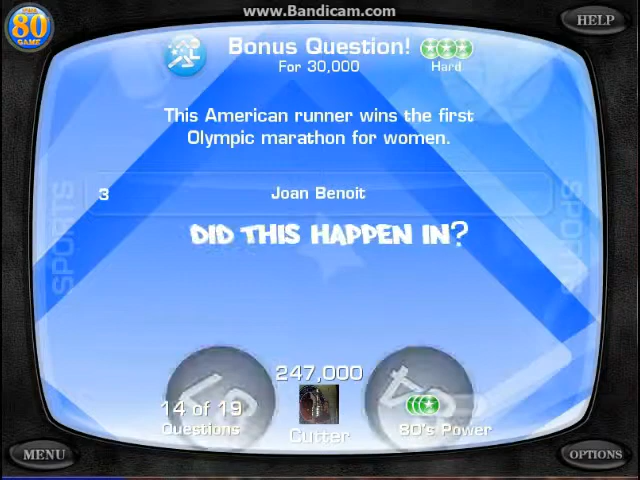 www.Bandicam.com
THE
80
GAME
HELP
Bonus Question!
For 30,000
Hard
This American runner wins the first
Olympic marathon for women.
SPORTS
SPORTS
3
Joan Benoit
DID THIS HAPPEN IN?
247,000
84
14 of 19
Questions
Cutter
80's Power
MENU
OPTIONS